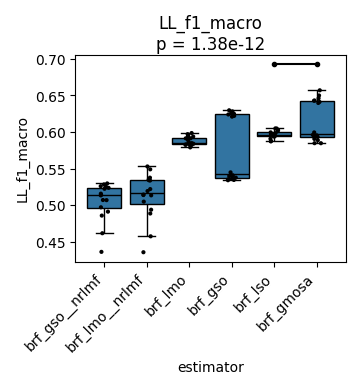 LL_f1_macro
p = 1.38e-12
0.70
0.65
0.60
0.55
0.50
0.45
LL_f1_macro
brf_gso__nrlmf
brf_lmo__nrlmf
brf_lmo
brf_gso
brf_lso
brf_gmosa
estimator